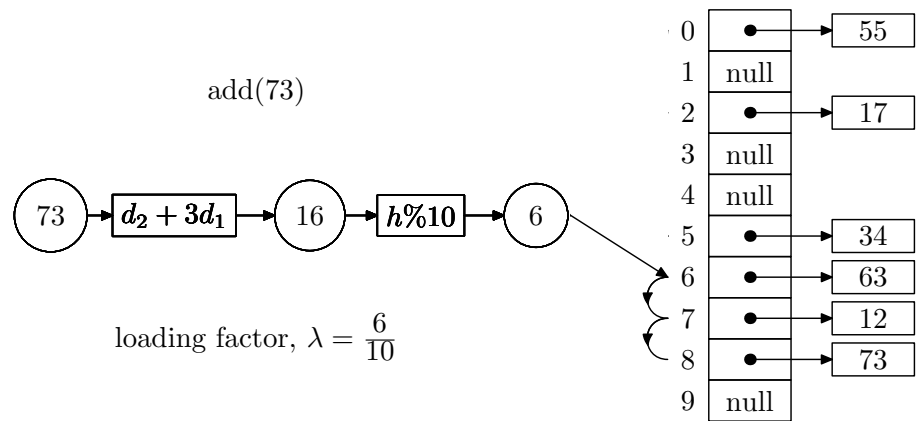 add(73)
73 d₂ + 3d₁ 16 h%10 6
loading factor, λ = 6/10
0 55
1 null
2 17
3 null
4 null
5 34
6 63
7 12
8 73
9 null